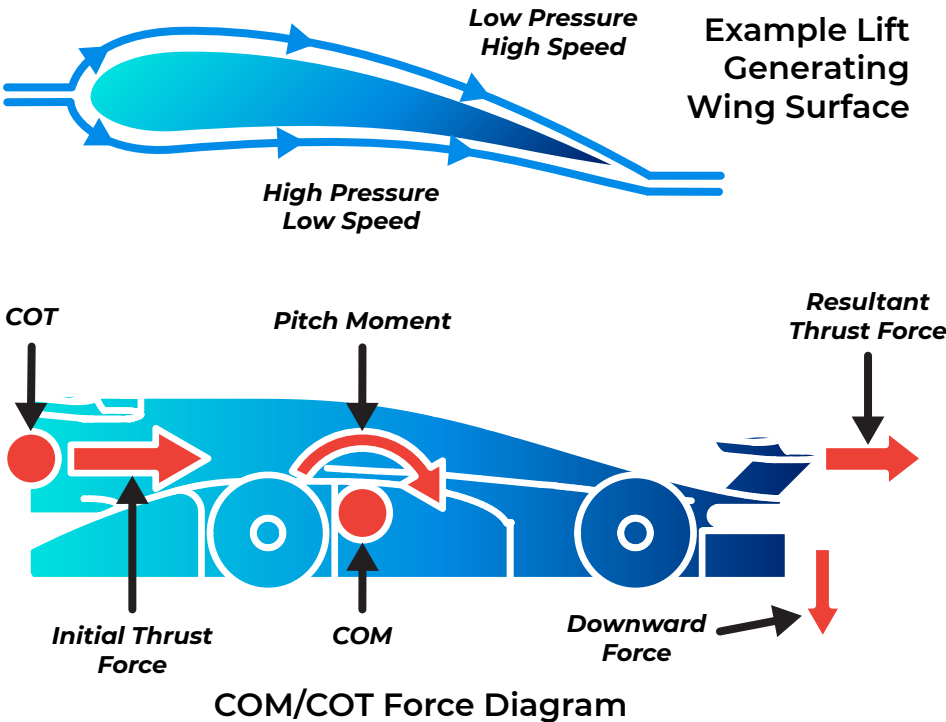 Low Pressure
High Speed
Example Lift
Generating
Wing Surface
High Pressure
Low Speed
COT
Pitch Moment
Resultant
Thrust Force
Initial Thrust
Force
COM
Downward
Force
COM/COT Force Diagram